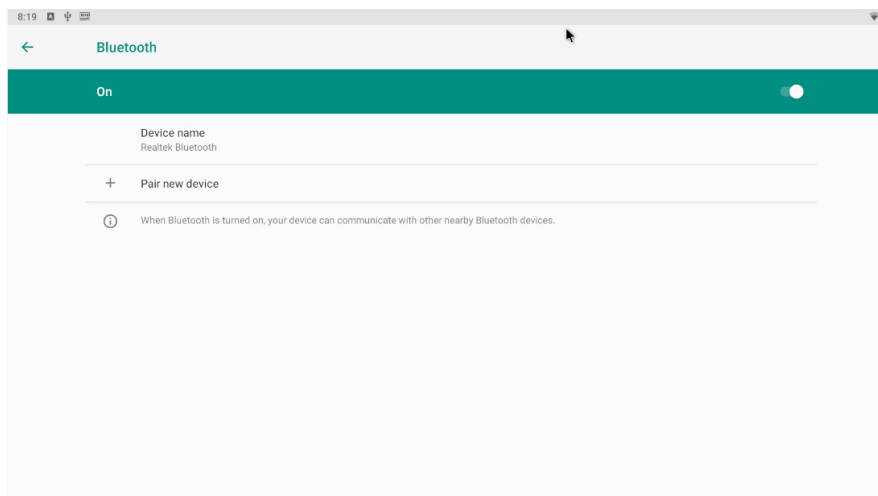 8:19
Bluetooth
On
Device name
Realtek Bluetooth
Pair new device
When Bluetooth is turned on, your device can communicate with other nearby Bluetooth devices.